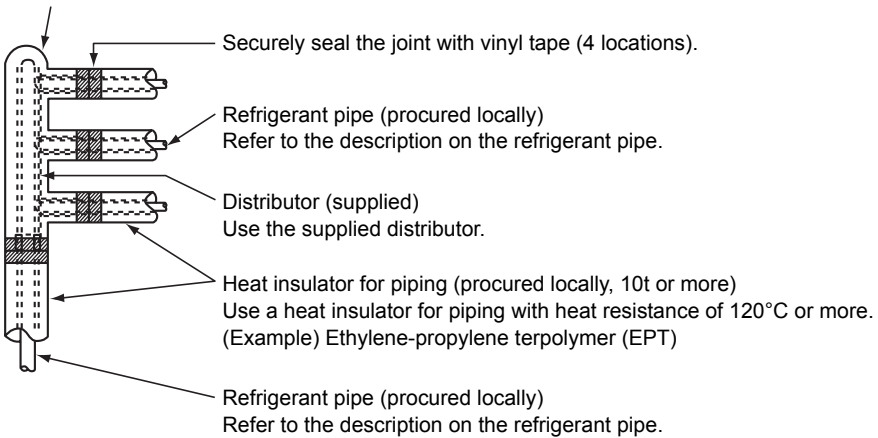 Securely seal the joint with vinyl tape (4 locations).
Refrigerant pipe (procured locally)
Refer to the description on the refrigerant pipe.
Distributor (supplied)
Use the supplied distributor.
Heat insulator for piping (procured locally, 10t or more)
Use a heat insulator for piping with heat resistance of 120°C or more.
(Example) Ethylene-propylene terpolymer (EPT)
Refrigerant pipe (procured locally)
Refer to the description on the refrigerant pipe.